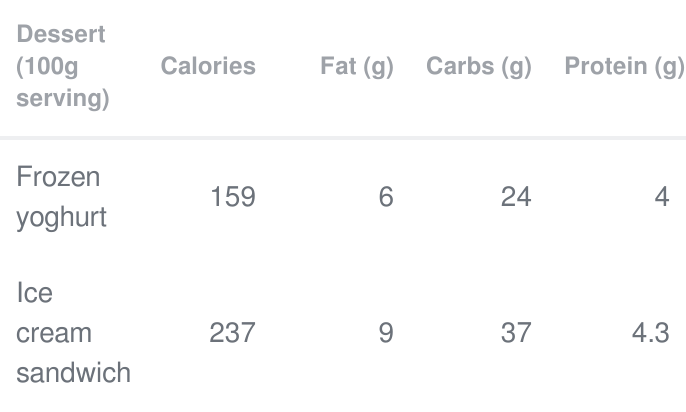 Dessert
(100g
serving) Calories Fat (g) Carbs (g) Protein (g)
Frozen
yoghurt 159 6 24 4
Ice
cream
sandwich 237 9 37 4.3